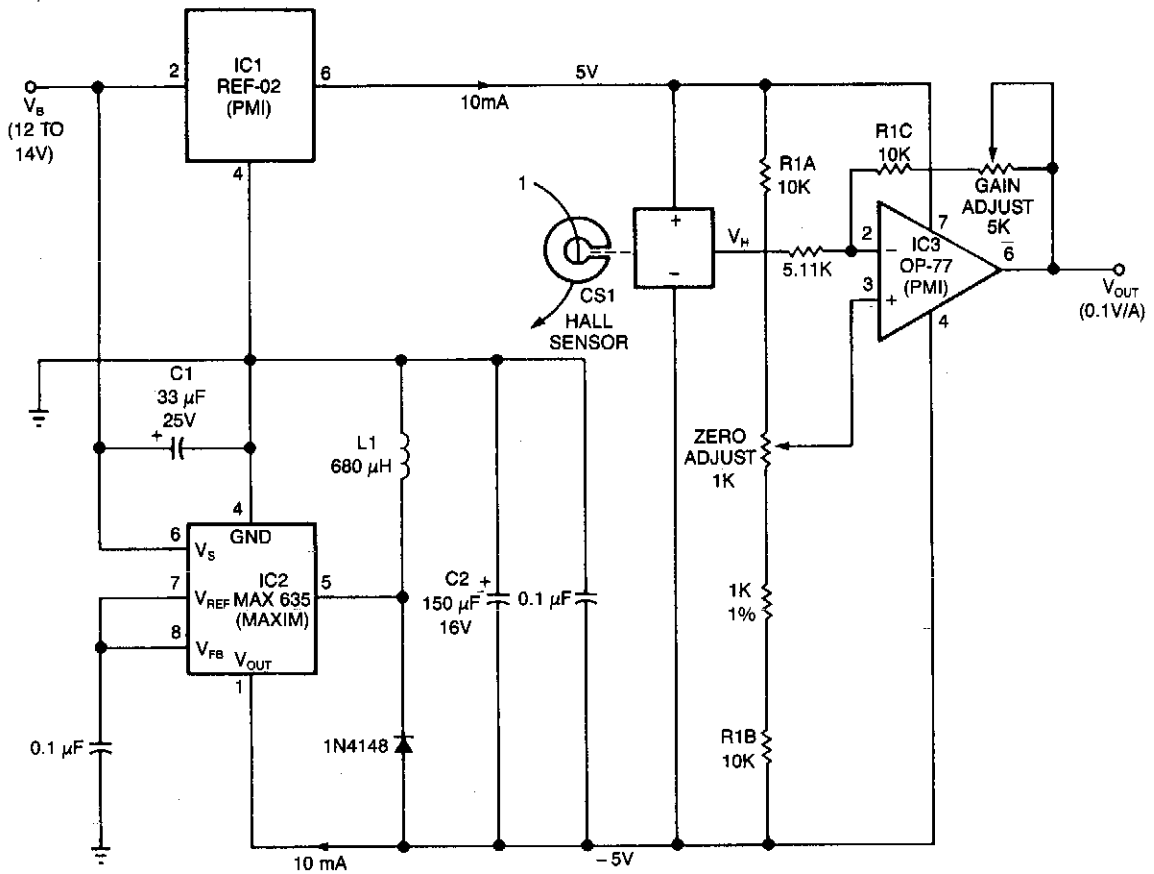 IC1
REF-02
(PMI)
2
6
4
V_B
(12 TO
14V)
10mA
5V
R1A
10K
R1C
10K
GAIN
ADJUST
5K
1
+
−
V_H
CS1
HALL
SENSOR
5.11K
2
−
3
+
IC3
OP-77
(PMI)
7
6
4
V_OUT
(0.1V/A)
C1
33 µF
25V
+
L1
680 µH
ZERO
ADJUST
1K
4
GND
6
V_S
7
V_REF
8
V_FB
IC2
MAX 635
(MAXIM)
5
V_OUT
1
C2
150 µF
16V
+
0.1 µF
1K
1%
0.1 µF
1N4148
R1B
10K
10 mA
−5V